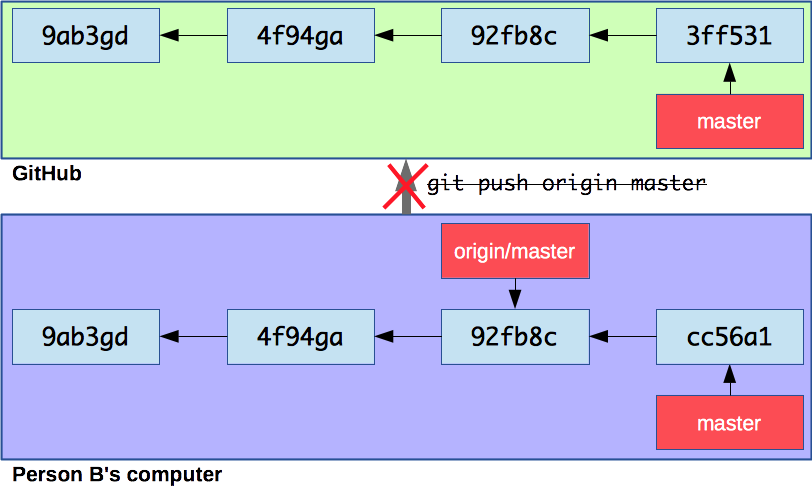 9ab3gd 4f94ga 92fb8c 3ff531
master
GitHub
git push origin master
origin/master
9ab3gd 4f94ga 92fb8c cc56a1
master
Person B's computer